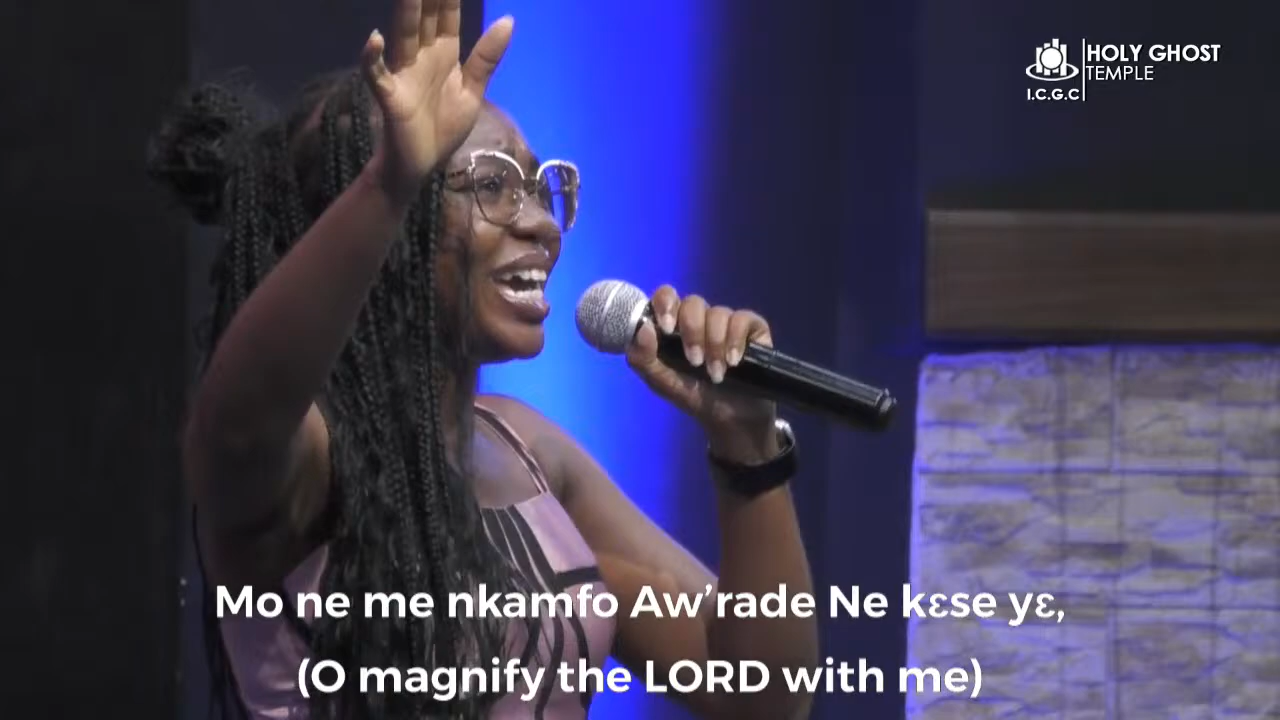 HOLY GHOST
TEMPLE
I.C.G.C
Mo ne me nkamfo Aw’rade Ne kɛse yɛ,
(O magnify the LORD with me)